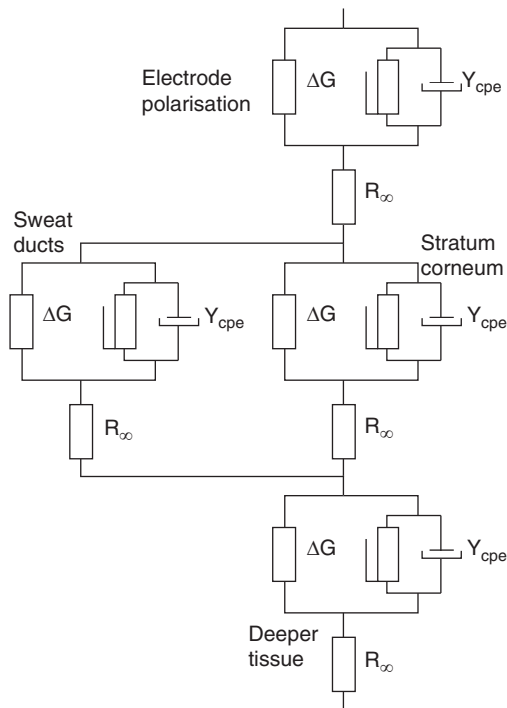 Electrode
polarisation
ΔG
Y_cpe
R_∞
Sweat
ducts
ΔG
Y_cpe
R_∞
Stratum
corneum
ΔG
Y_cpe
R_∞
ΔG
Y_cpe
Deeper
tissue
R_∞